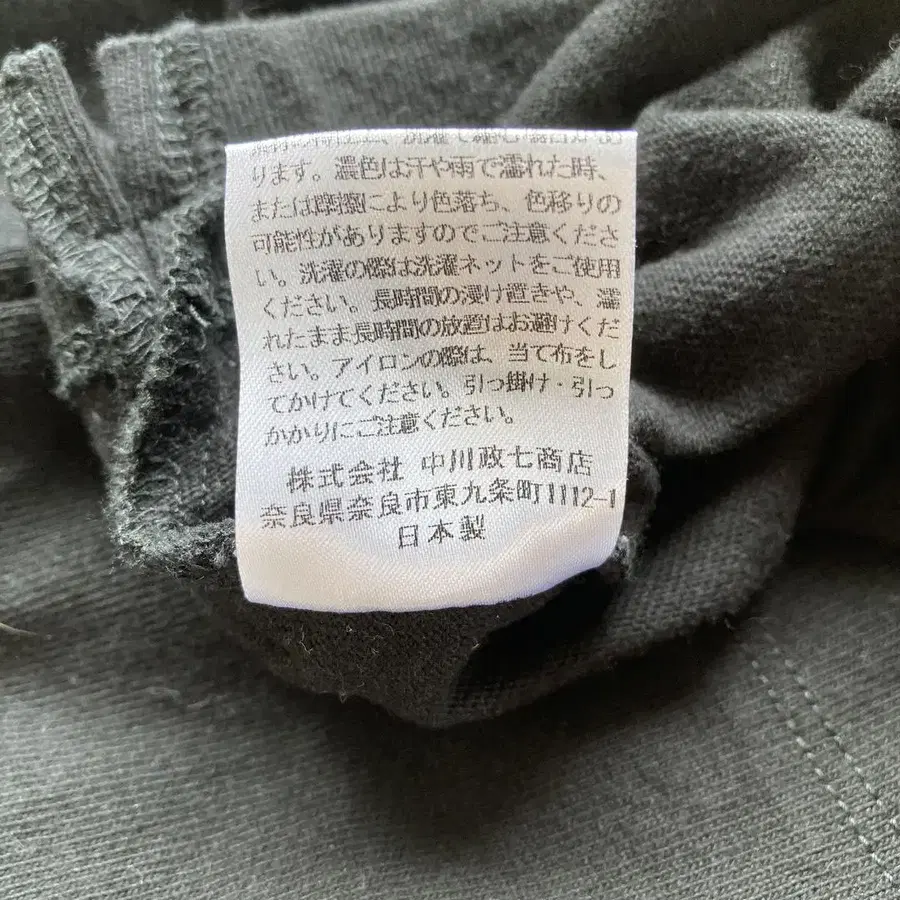 ります。濃色は汗や雨で濡れた時、
または摩擦により色落ち、色移りの
可能性がありますのでご注意くださ
い。洗濯の際は洗濯ネットをご使用
ください。長時間の浸け置きや、濡
れたまま長時間の放置はお避けくだ
さい。アイロンの際は、当て布をし
てかけてください。引っ掛け・引っ
かかりにご注意ください。
株式会社 中川政七商店
奈良県奈良市東九条町1112-1
日本製